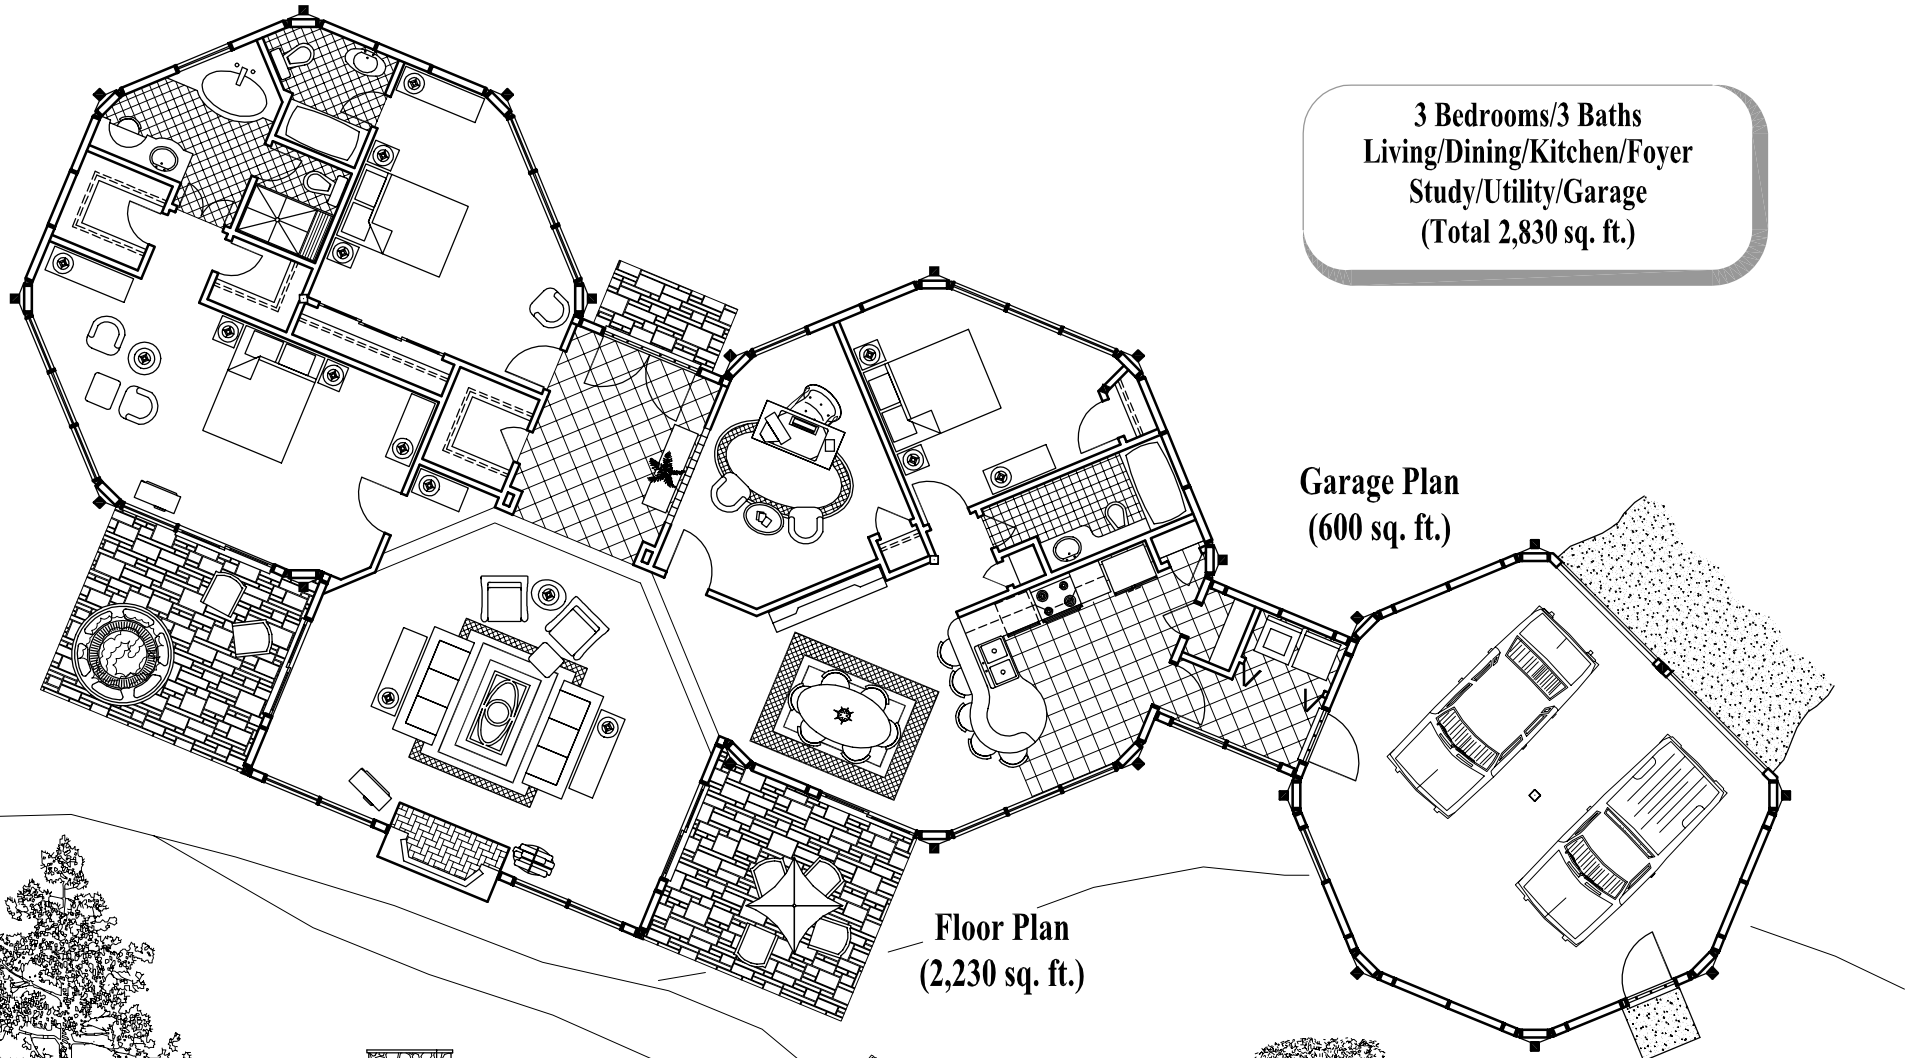 3 Bedrooms/3 Baths
Living/Dining/Kitchen/Foyer
Study/Utility/Garage
(Total 2,830 sq. ft.)
Garage Plan
(600 sq. ft.)
Floor Plan
(2,230 sq. ft.)